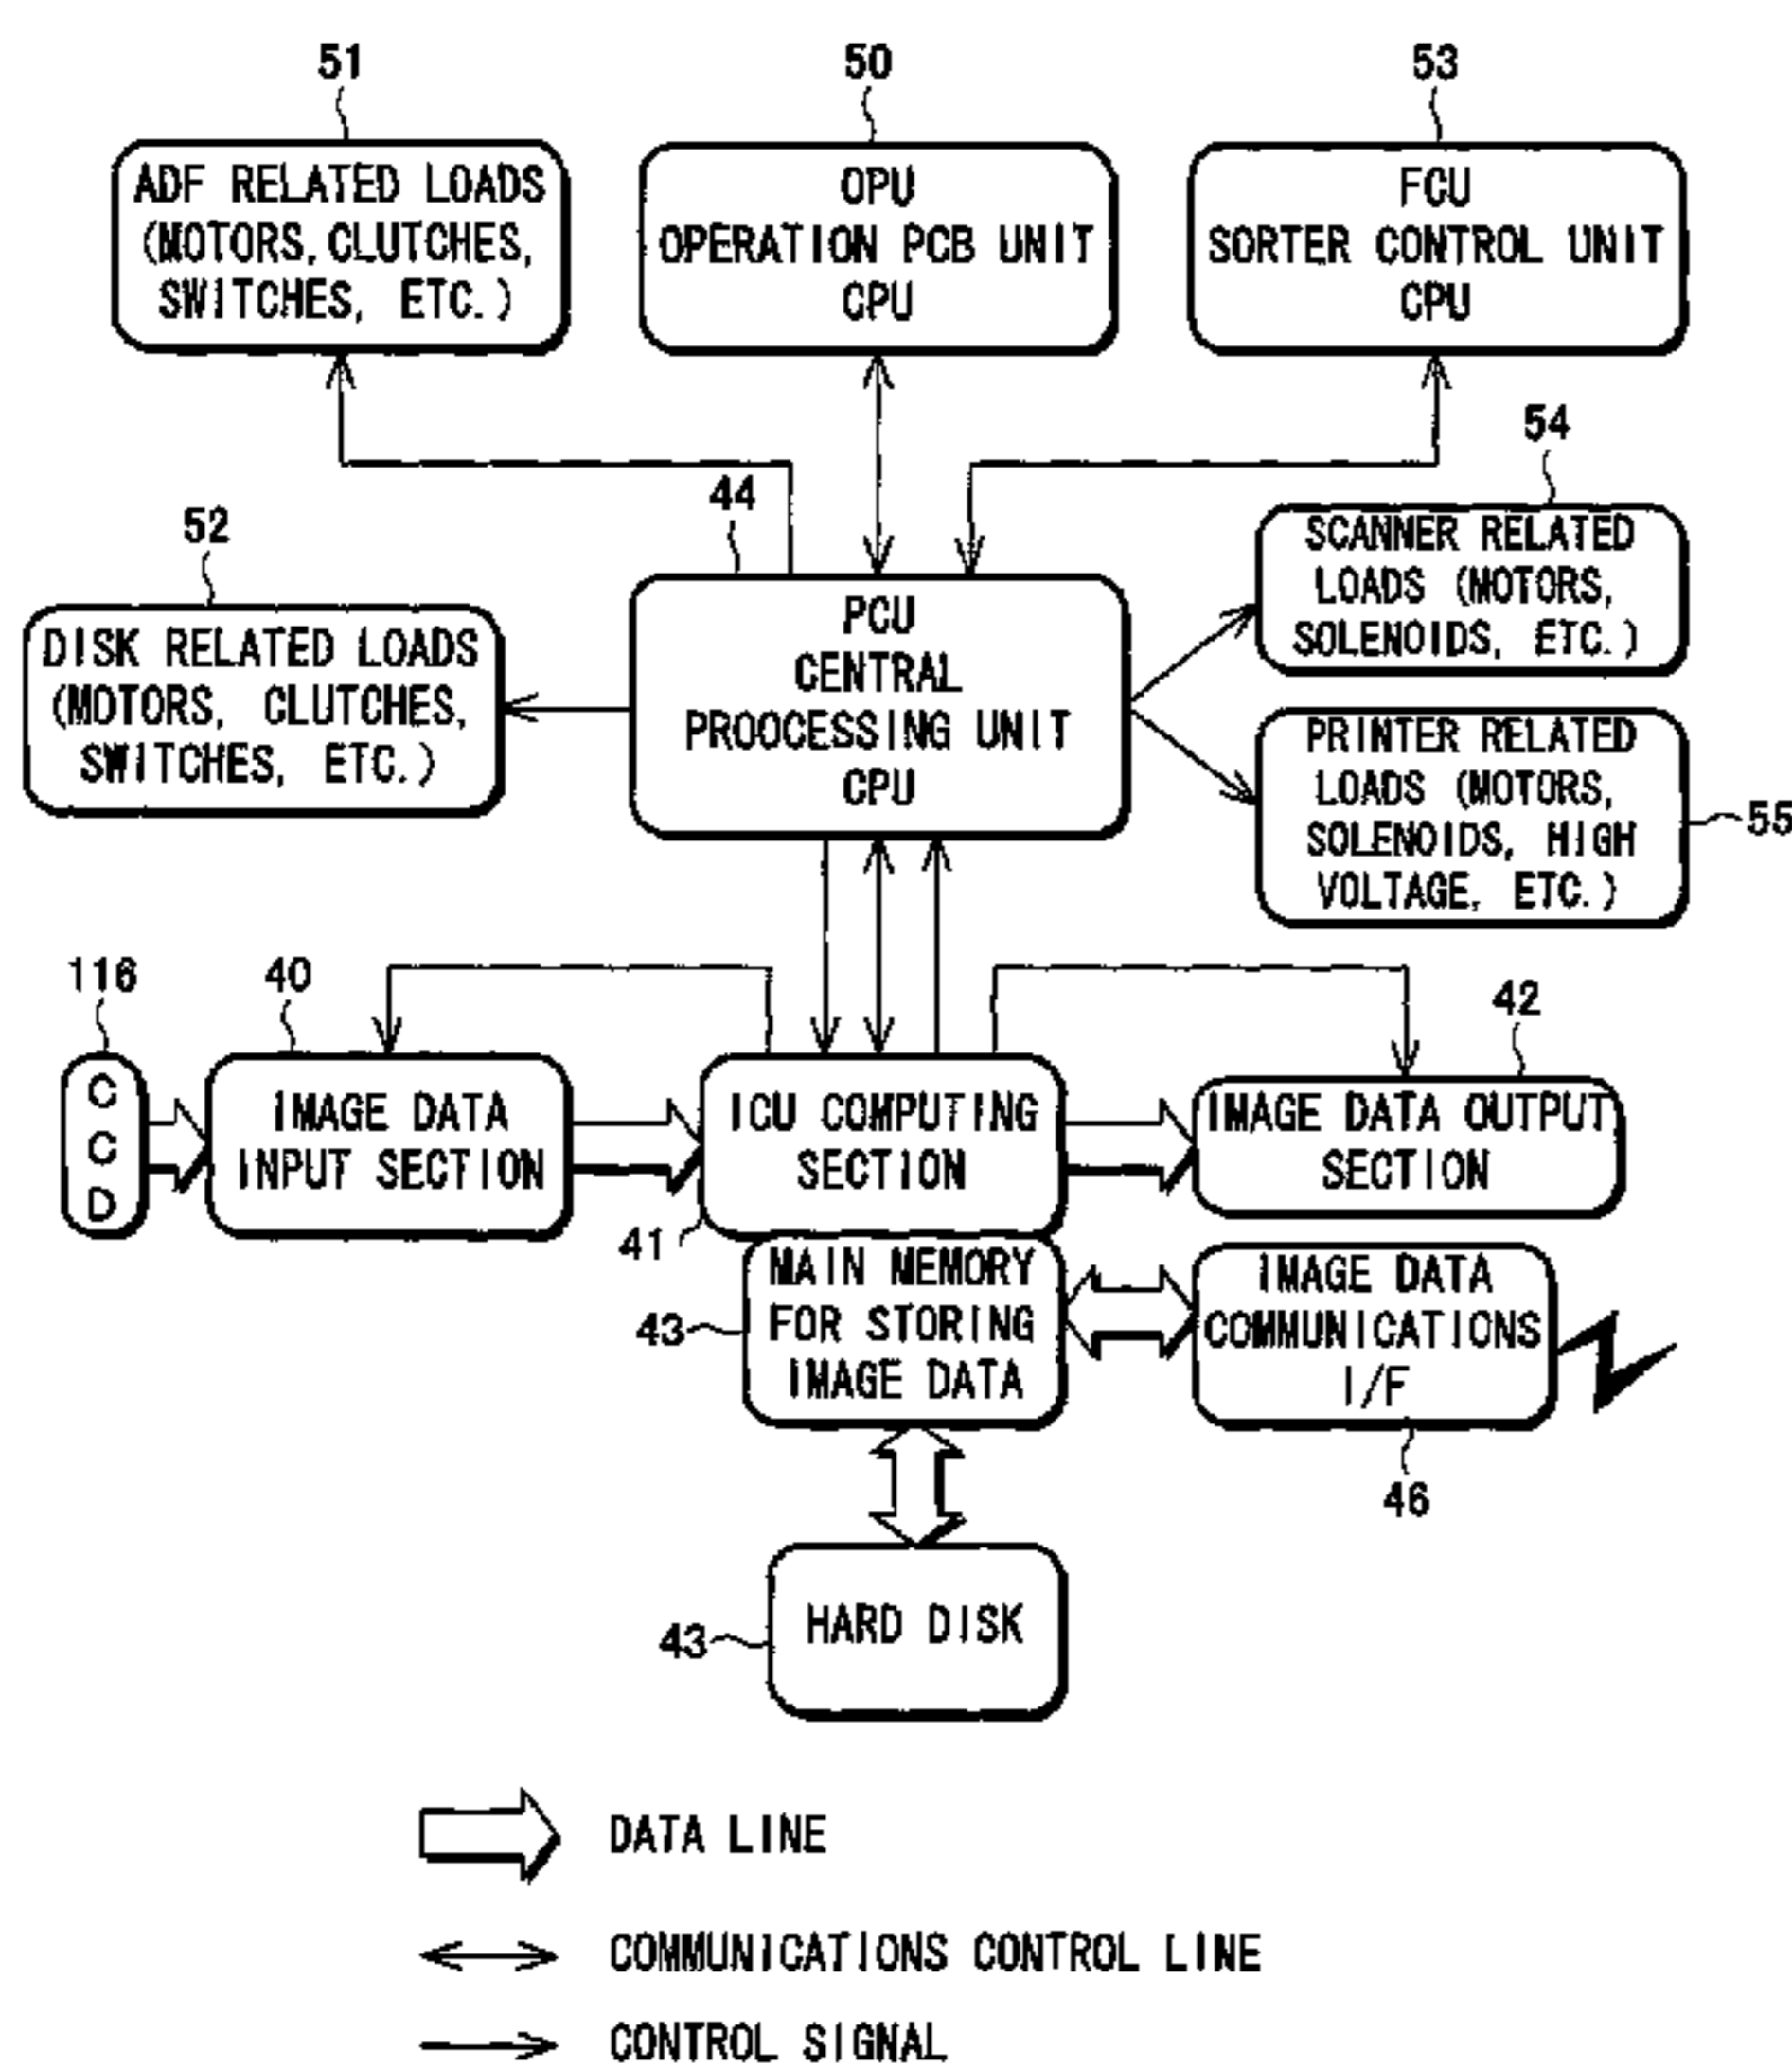 51
50
53
ADF RELATED LOADS
(MOTORS, CLUTCHES,
SWITCHES, ETC.)
OPU
OPERATION PCB UNIT
CPU
FCU
SORTER CONTROL UNIT
CPU
54
44
52
SCANNER RELATED
LOADS (MOTORS,
SOLENOIDS, ETC.)
DISK RELATED LOADS
(MOTORS, CLUTCHES,
SWITCHES, ETC.)
PCU
CENTRAL
PROOCESSING UNIT
CPU
PRINTER RELATED
LOADS (MOTORS,
SOLENOIDS, HIGH
VOLTAGE, ETC.)
55
116
40
42
C
C
D
IMAGE DATA
INPUT SECTION
ICU COMPUTING
SECTION
IMAGE DATA OUTPUT
SECTION
41
MAIN MEMORY
FOR STORING
IMAGE DATA
43
IMAGE DATA
COMMUNICATIONS
I/F
46
HARD DISK
43
DATA LINE
COMMUNICATIONS CONTROL LINE
CONTROL SIGNAL